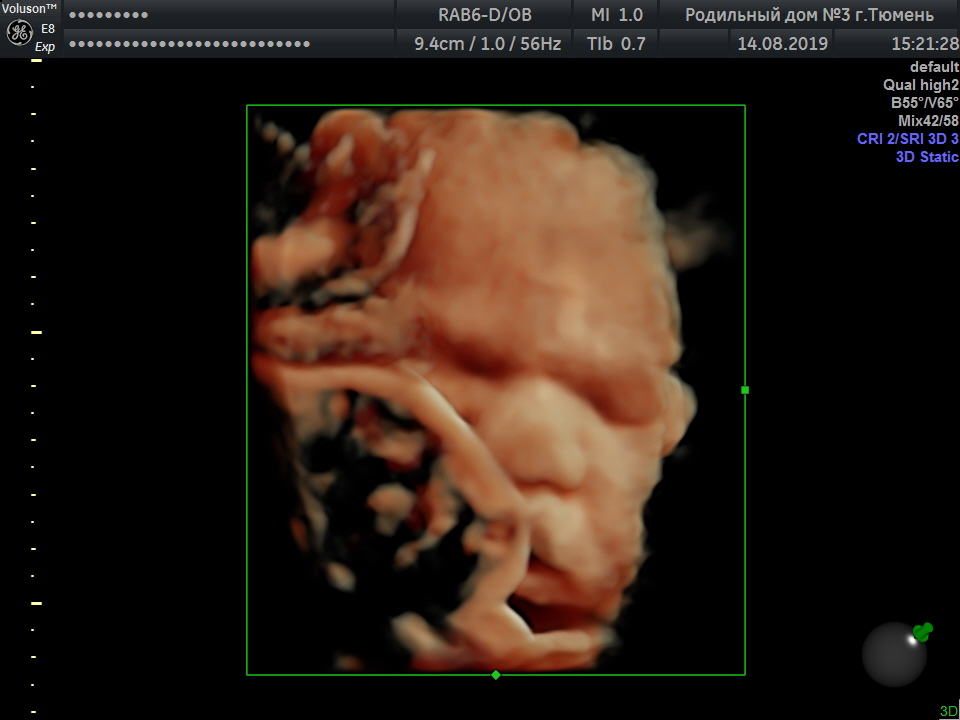 Voluson™
E8
Exp
RAB6-D/OB
MI 1.0
Родильный дом №3 г.Тюмень
9.4cm / 1.0 / 56Hz
TIb 0.7
14.08.2019
15:21:28
default
Qual high2
B55°/V65°
Mix42/58
CRI 2/SRI 3D 3
3D Static
3D